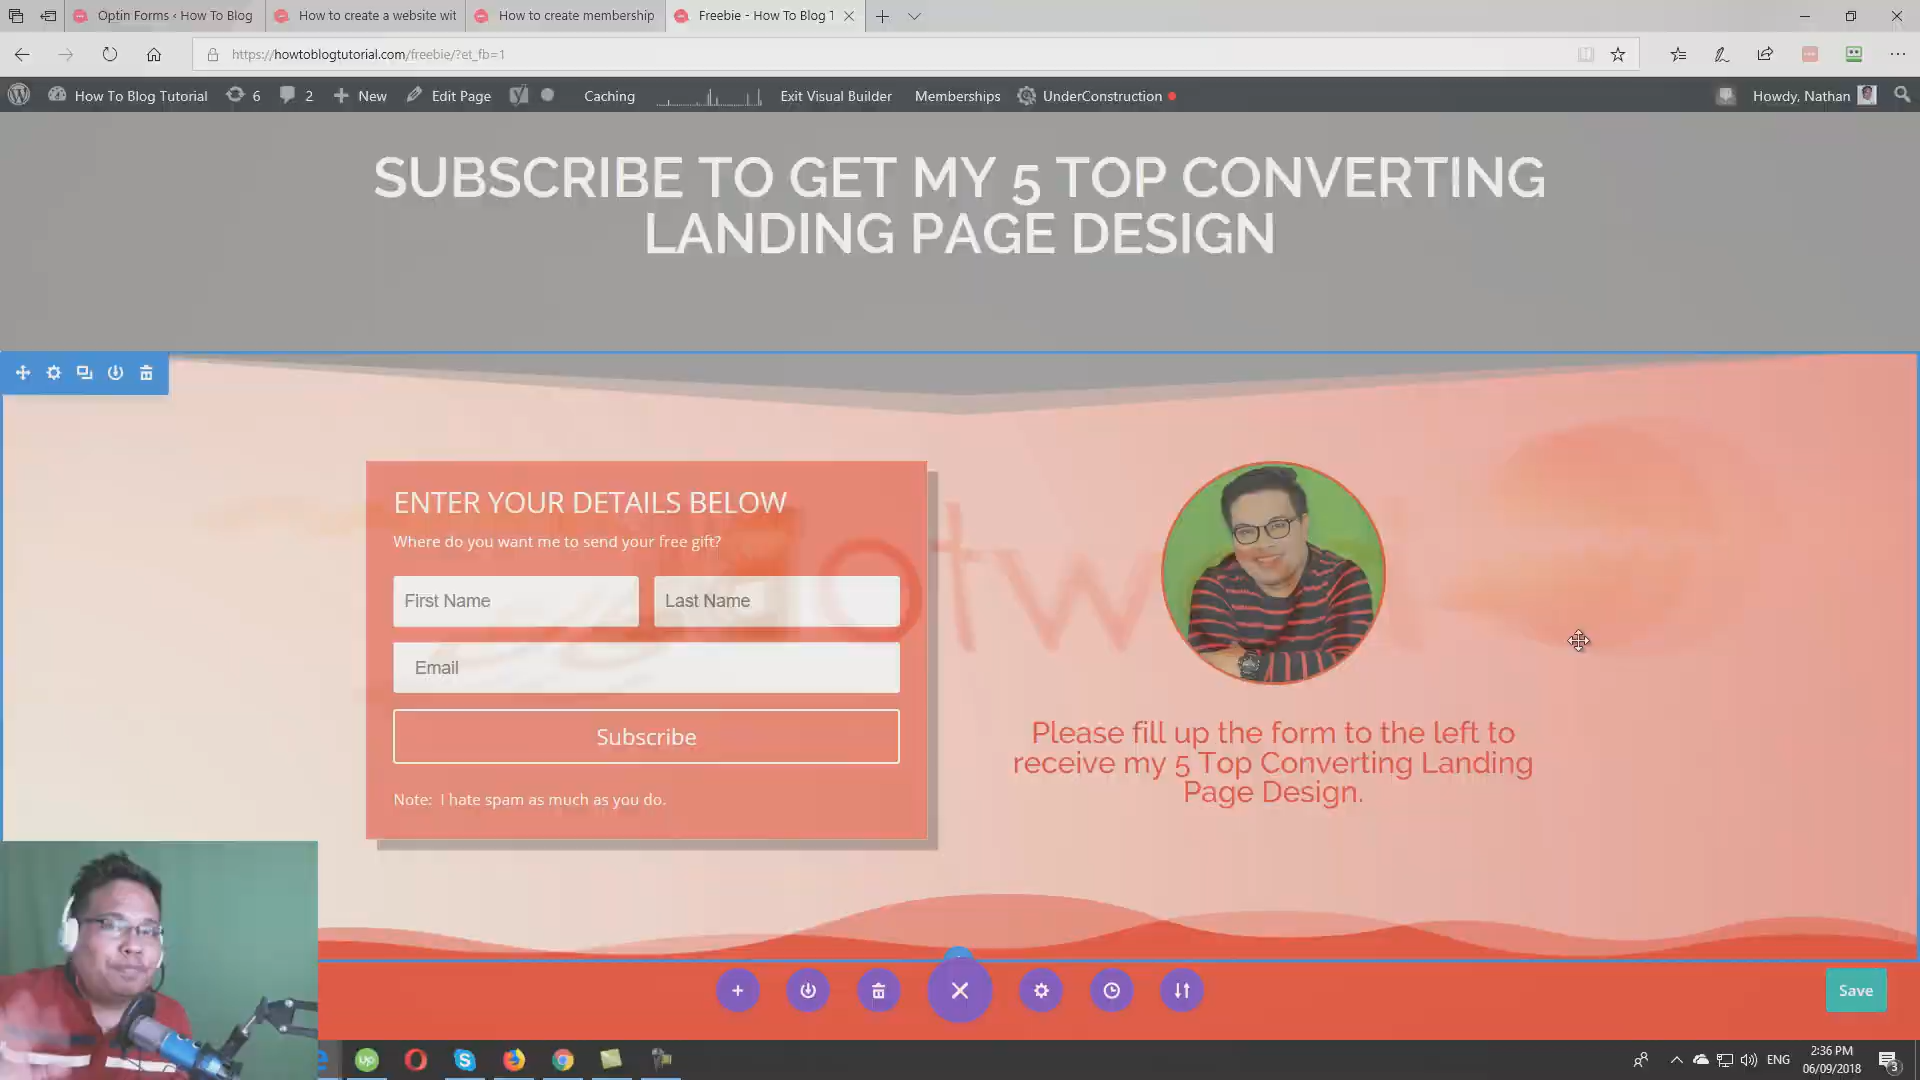 Optin Forms ‹ How To Blog
How to create a website wit
How to create membership
Freebie - How To Blog T
https://howtoblogtutorial.com/freebie/?et_fb=1
How To Blog Tutorial
6
2
New
Edit Page
Caching
Exit Visual Builder
Memberships
UnderConstruction
Howdy, Nathan
SUBSCRIBE TO GET MY 5 TOP CONVERTING
LANDING PAGE DESIGN
ENTER YOUR DETAILS BELOW
Where do you want me to send your free gift?
First Name
Last Name
Email
Subscribe
Note: I hate spam as much as you do.
Please fill up the form to the left to
receive my 5 Top Converting Landing
Page Design.
Save
up
ENG
2:36 PM
06/09/2018
3